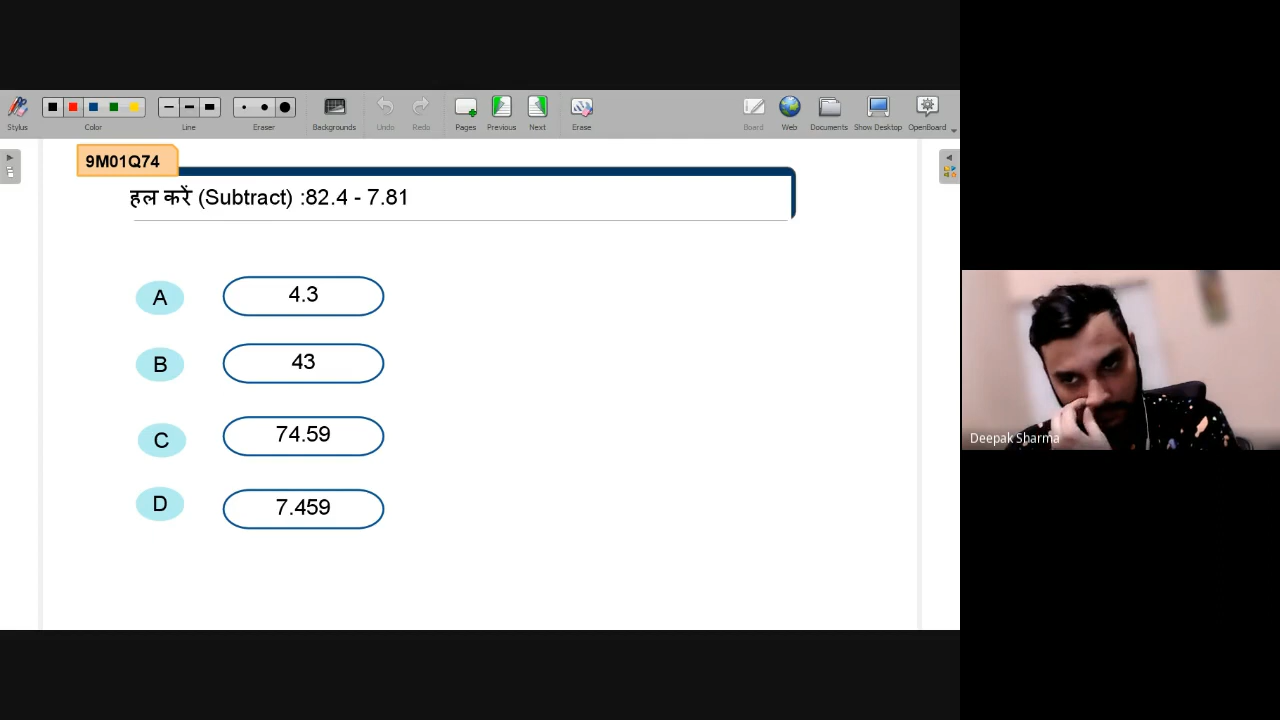 Stylus
Color
Line
Eraser
Backgrounds
Undo
Redo
Pages
Previous
Next
Erase
Board
Web
Documents
Show Desktop
OpenBoard
9M01Q74
हल करें (Subtract) :82.4 - 7.81
A 4.3
B 43
C 74.59
D 7.459
Deepak Sharma